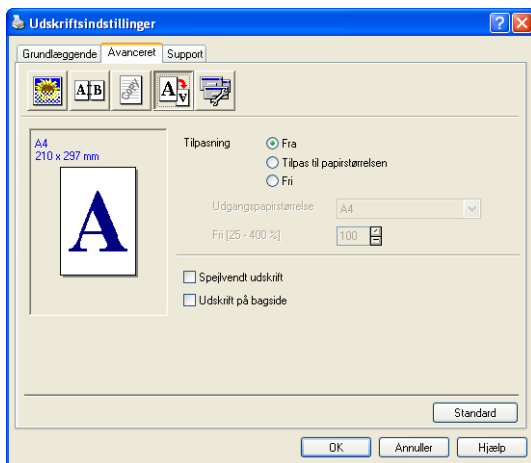 Udskriftsindstillinger
Grundlæggende Avanceret Support
A B A A
A4
210 x 297 mm
A
Tilpasning Fra
Tilpas til papirstørrelsen
Fri
Udgangspapirstørrelse A4
Fri [25 - 400 %] 100
Spejlvendt udskrift
Udskrift på bagside
Standard
OK Annuller Hjælp